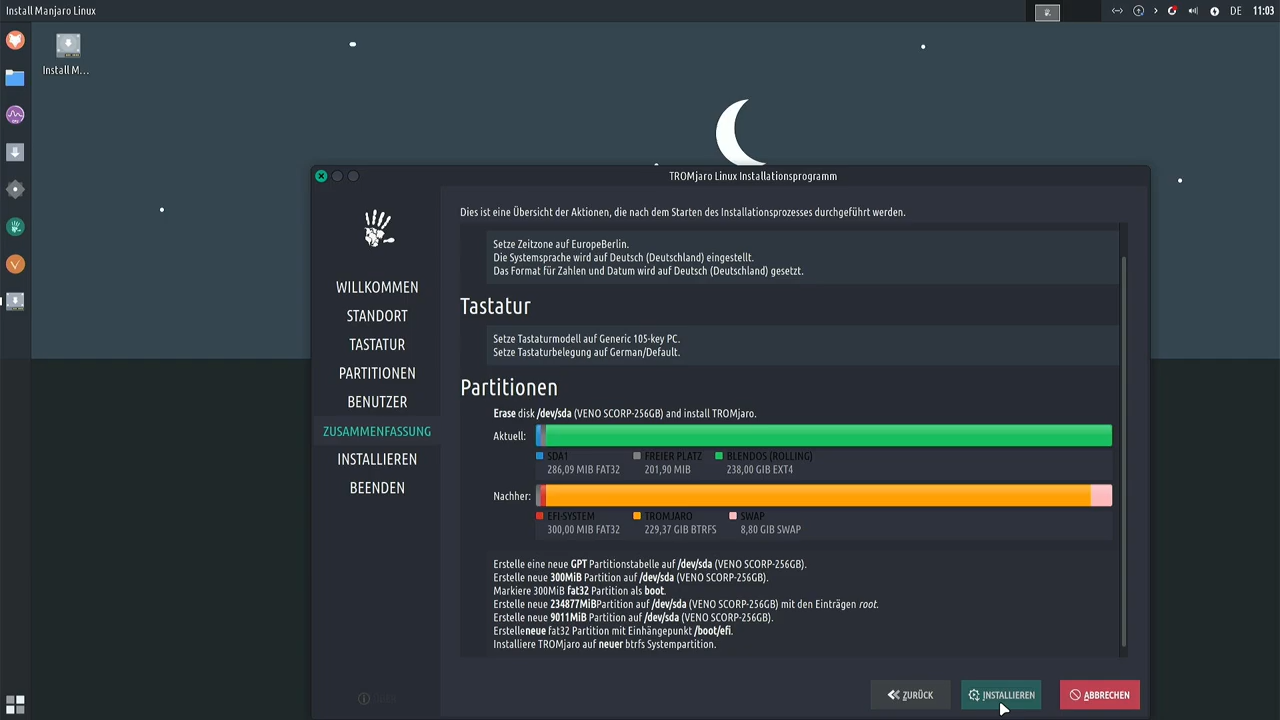 Install Manjaro Linux
DE
11:03
Install M...
TROMjaro Linux Installationsprogramm
WILLKOMMEN
STANDORT
TASTATUR
PARTITIONEN
BENUTZER
ZUSAMMENFASSUNG
INSTALLIEREN
BEENDEN
Dies ist eine Übersicht der Aktionen, die nach dem Starten des Installationsprozesses durchgeführt werden.
Setze Zeitzone auf EuropeBerlin.
Die Systemsprache wird auf Deutsch (Deutschland) eingestellt.
Das Format für Zahlen und Datum wird auf Deutsch (Deutschland) gesetzt.
Tastatur
Setze Tastaturmodell auf Generic 105-key PC.
Setze Tastaturbelegung auf German/Default.
Partitionen
Erase disk /dev/sda (VENO SCORP-256GB) and install TROMjaro.
Aktuell:
SDA1 FREIER PLATZ BLENDOS (ROLLING)
286,09 MIB FAT32 201,90 MIB 238,00 GIB EXT4
Nachher:
EFI-SYSTEM TROMJARO SWAP
300,00 MIB FAT32 229,37 GIB BTRFS 8,80 GIB SWAP
Erstelle eine neue GPT Partitionstabelle auf /dev/sda (VENO SCORP-256GB).
Erstelle neue 300MiB Partition auf /dev/sda (VENO SCORP-256GB).
Markiere 300MiB fat32 Partition als boot.
Erstelle neue 234877MiBPartition auf /dev/sda (VENO SCORP-256GB) mit den Einträgen root.
Erstelle neue 9011MiB Partition auf /dev/sda (VENO SCORP-256GB).
Erstelleneue fat32 Partition mit Einhängepunkt /boot/efi.
Installiere TROMjaro auf neuer btrfs Systempartition.
ZURÜCK
INSTALLIEREN
ABBRECHEN